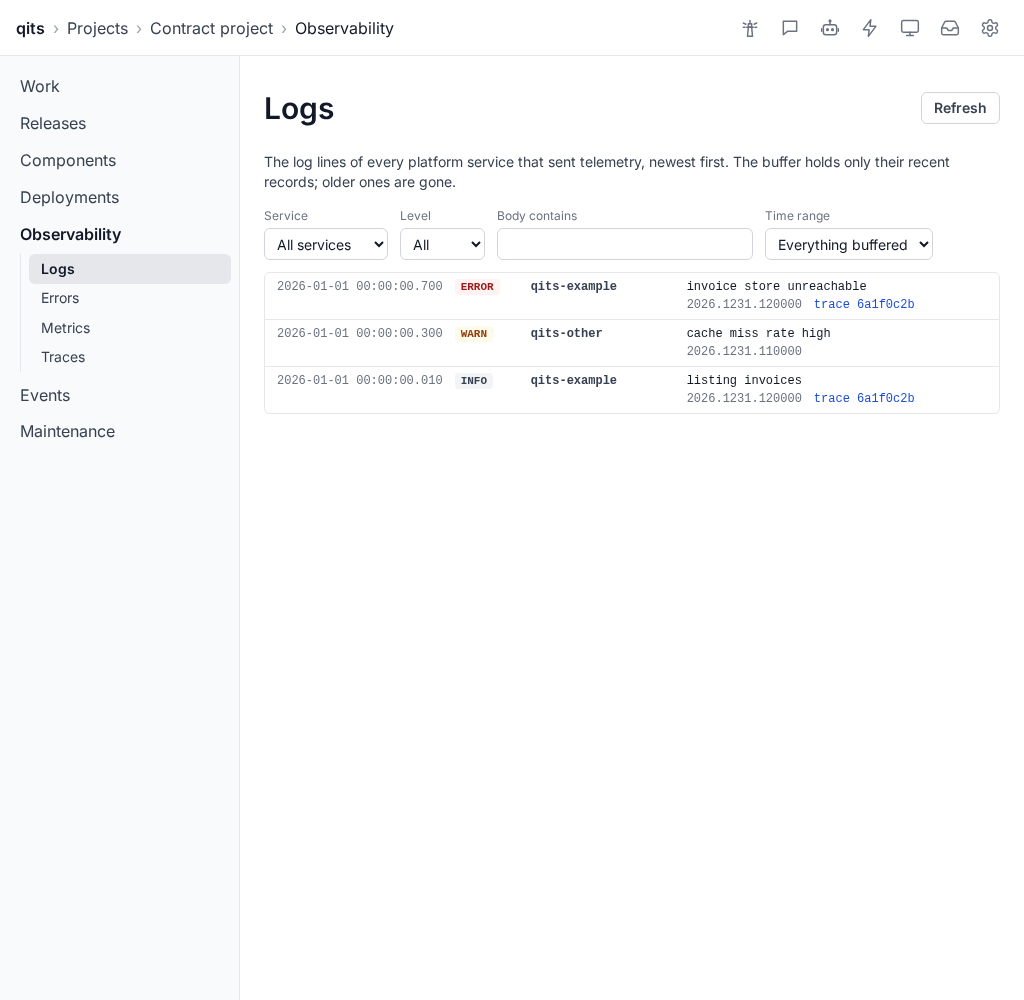 qits › Projects › Contract project › Observability
Work
Releases
Components
Deployments
Observability
Logs
Errors
Metrics
Traces
Events
Maintenance
Logs
Refresh
The log lines of every platform service that sent telemetry, newest first. The buffer holds only their recent
records; older ones are gone.
Service Level Body contains Time range
All services All Everything buffered
2026-01-01 00:00:00.700 ERROR qits-example invoice store unreachable
2026.1231.120000 trace 6a1f0c2b
2026-01-01 00:00:00.300 WARN qits-other cache miss rate high
2026.1231.110000
2026-01-01 00:00:00.010 INFO qits-example listing invoices
2026.1231.120000 trace 6a1f0c2b